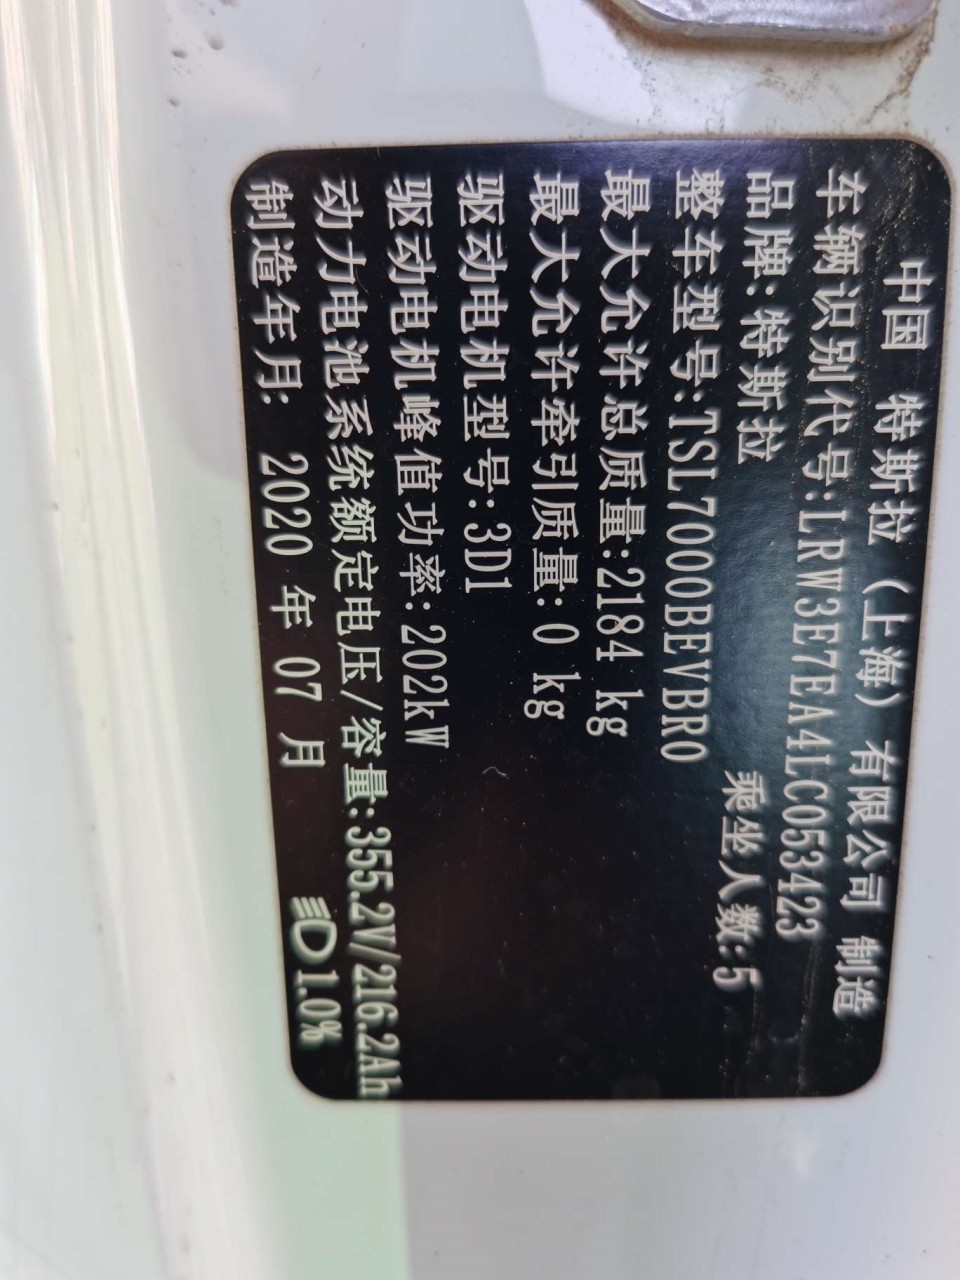 中国 特斯拉（上海）有限公司 制造
车辆识别代号:LRW3E7EA4LC053423
品牌:特斯拉 乘坐人数:5
整车型号:TSL7000BEVBR0
最大允许总质量:2184 kg
最大允许牵引质量:0 kg
驱动电机型号:3D1
驱动电机峰值功率:202kW
动力电池系统额定电压/容量:355.2V/216.2Ah
制造年月: 2020 年 07 月 1.0%